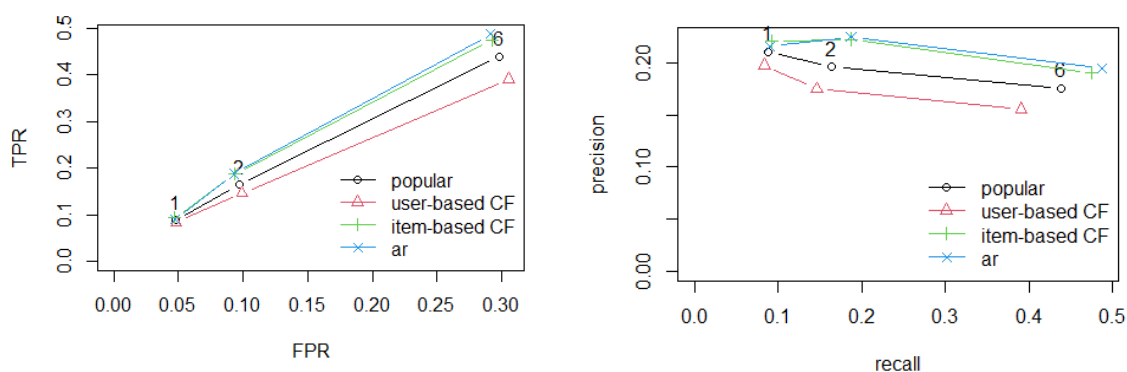 TPR
0.0
0.1
0.2
0.3
0.4
0.5
1
2
6
popular
user-based CF
item-based CF
ar
0.00
0.05
0.10
0.15
0.20
0.25
0.30
FPR
precision
0.00
0.10
0.20
1
2
6
popular
user-based CF
item-based CF
ar
0.0
0.1
0.2
0.3
0.4
0.5
recall